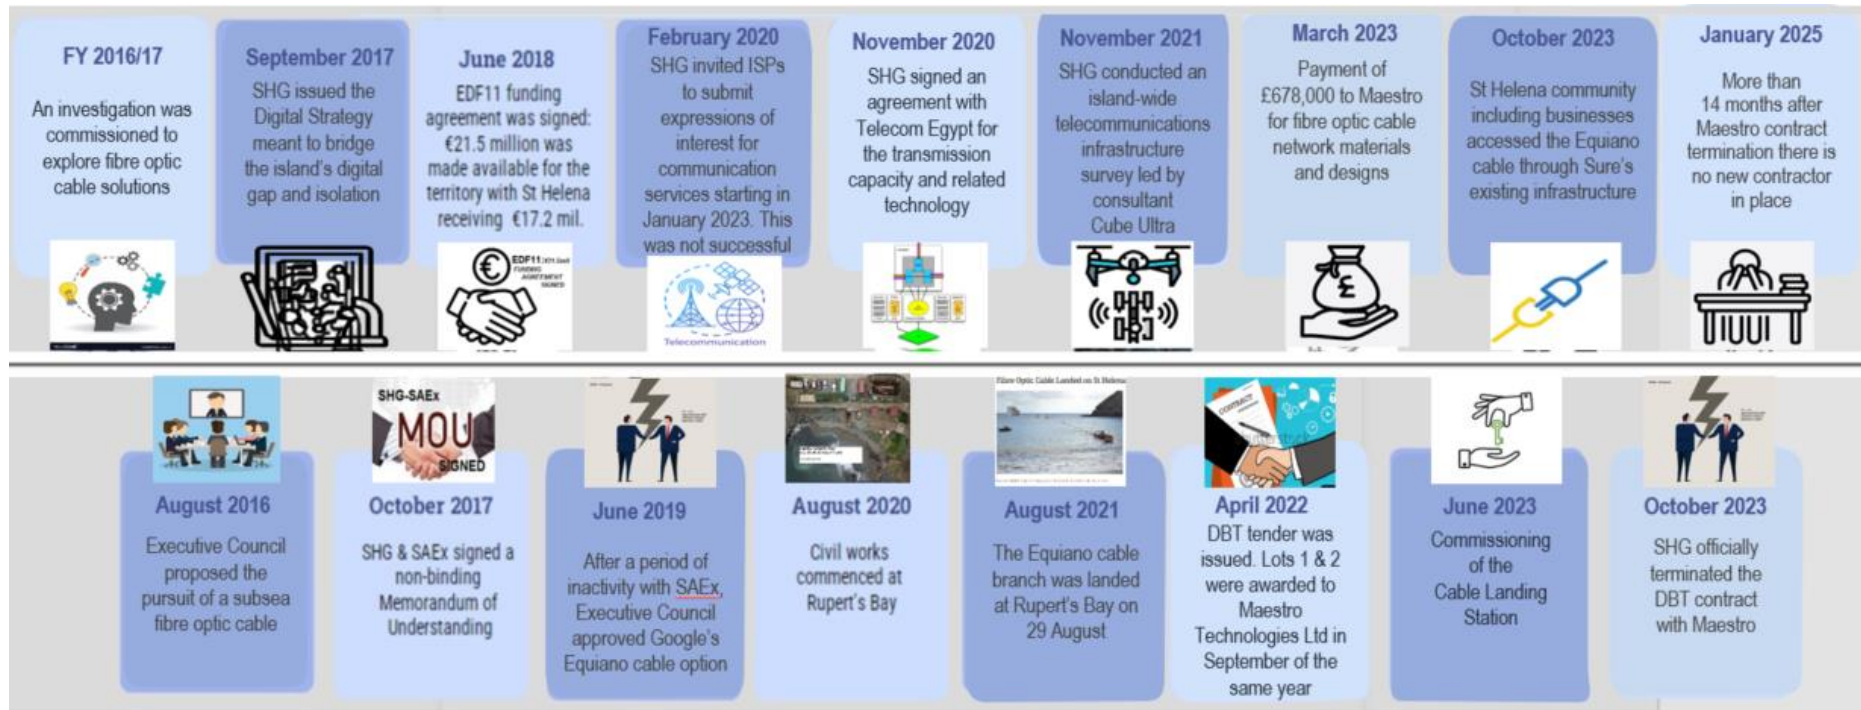 FY 2016/17
An investigation was
commissioned to
explore fibre optic
cable solutions
September 2017
SHG issued the
Digital Strategy
meant to bridge
the island's digital
gap and isolation
June 2018
EDF11 funding
agreement was signed:
€21.5 million was
made available for the
territory with St Helena
receiving €17.2 mil.
EDF11:
FUNDING
AGREEMENT
SIGNED
February 2020
SHG invited ISPs
to submit
expressions of
interest for
communication
services starting in
January 2023. This
was not successful
Telecommunication
November 2020
SHG signed an
agreement with
Telecom Egypt for
the transmission
capacity and related
technology
November 2021
SHG conducted an
island-wide
telecommunications
infrastructure
survey led by
consultant
Cube Ultra
March 2023
Payment of
£678,000 to Maestro
for fibre optic cable
network materials
and designs
£
October 2023
St Helena community
including businesses
accessed the Equiano
cable through Sure's
existing infrastructure
January 2025
More than
14 months after
Maestro contract
termination there is
no new contractor
in place
August 2016
Executive Council
proposed the
pursuit of a subsea
fibre optic cable
SHG-SAEx
MOU
SIGNED
October 2017
SHG & SAEx signed a
non-binding
Memorandum of
Understanding
June 2019
After a period of
inactivity with SAEx,
Executive Council
approved Google's
Equiano cable option
August 2020
Civil works
commenced at
Rupert's Bay
Fibre Optic Cable Landed on St Helena
August 2021
The Equiano cable
branch was landed
at Rupert's Bay on
29 August
CONTRACT
April 2022
DBT tender was
issued. Lots 1 & 2
were awarded to
Maestro
Technologies Ltd in
September of the
same year
June 2023
Commissioning
of the
Cable Landing
Station
October 2023
SHG officially
terminated the
DBT contract
with Maestro